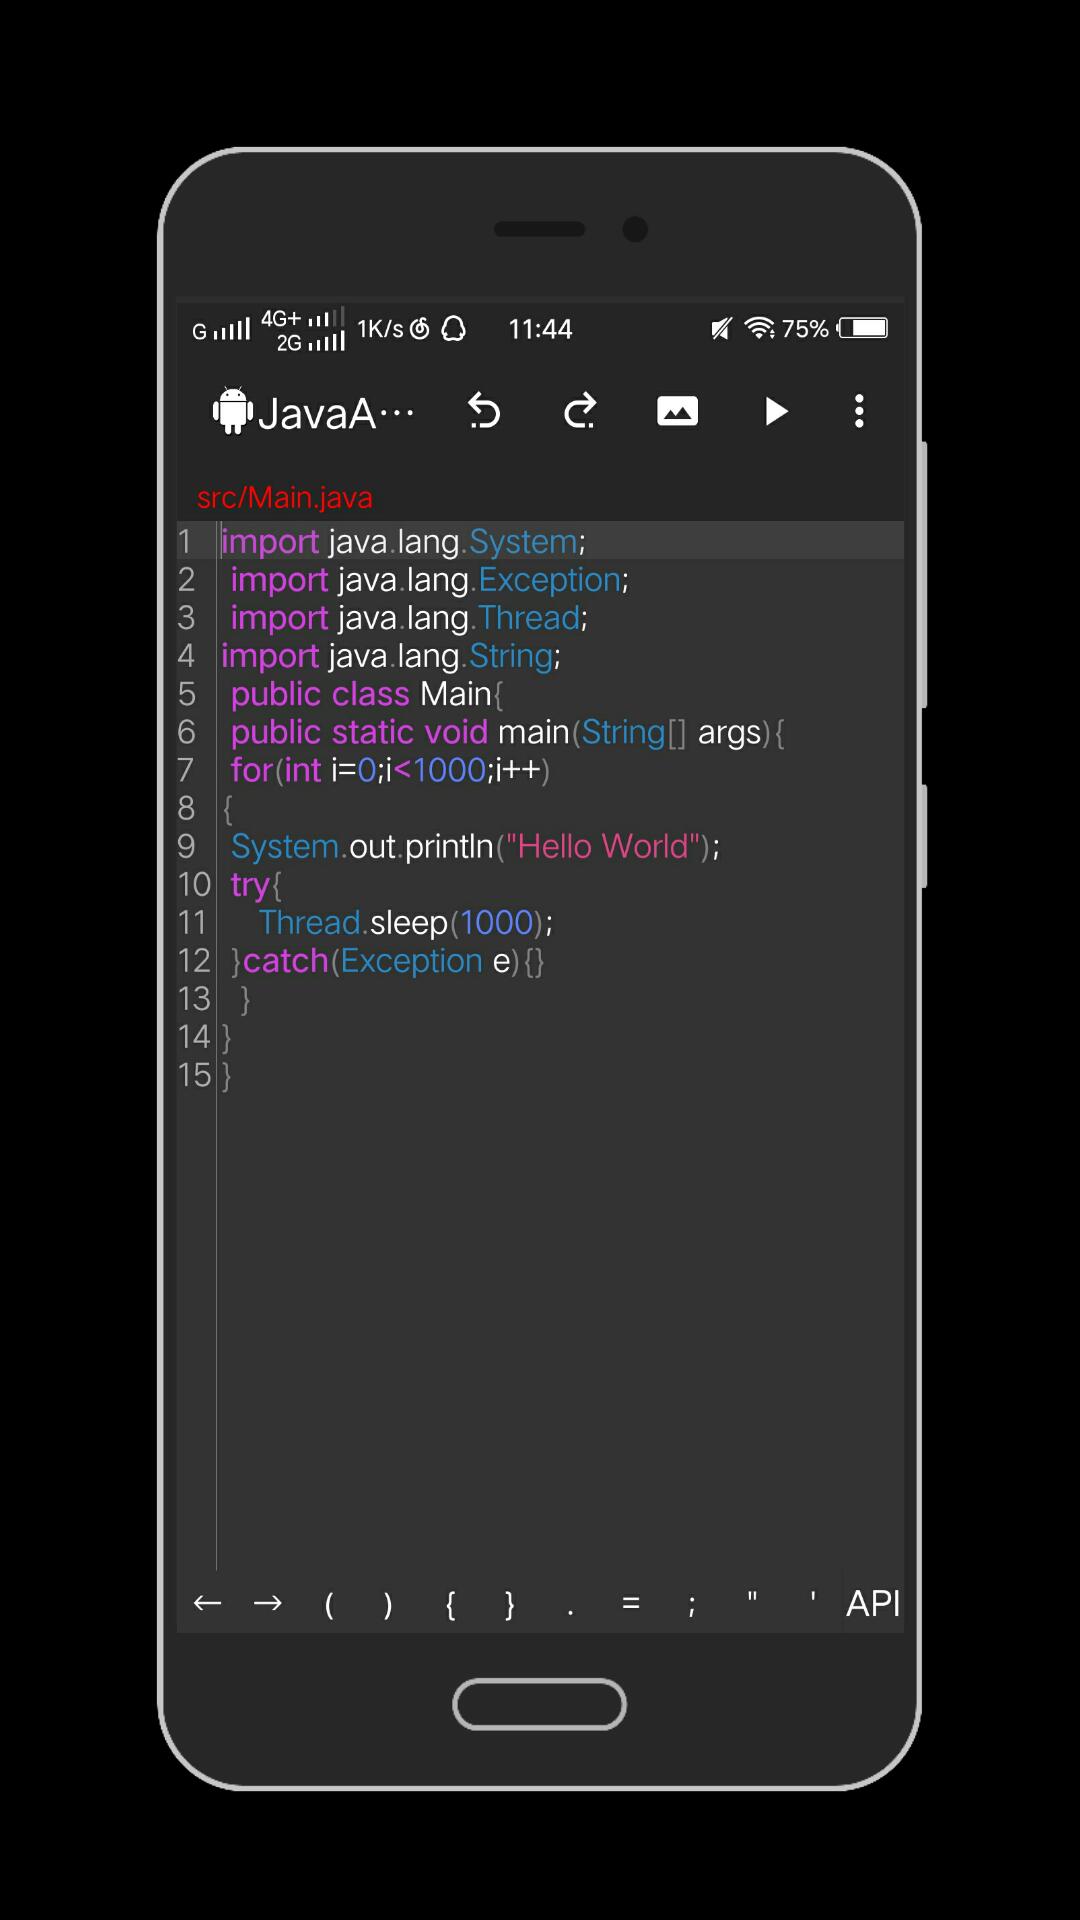 G 4G+ 2G 1K/s 11:44 75%
JavaA···
src/Main.java
1 import java.lang.System;
2 import java.lang.Exception;
3 import java.lang.Thread;
4 import java.lang.String;
5 public class Main{
6 public static void main(String[] args){
7 for(int i=0;i<1000;i++)
8 {
9 System.out.println("Hello World");
10 try{
11 Thread.sleep(1000);
12 }catch(Exception e){}
13 }
14 }
15 }
← → ( ) { } . = ; " ' API